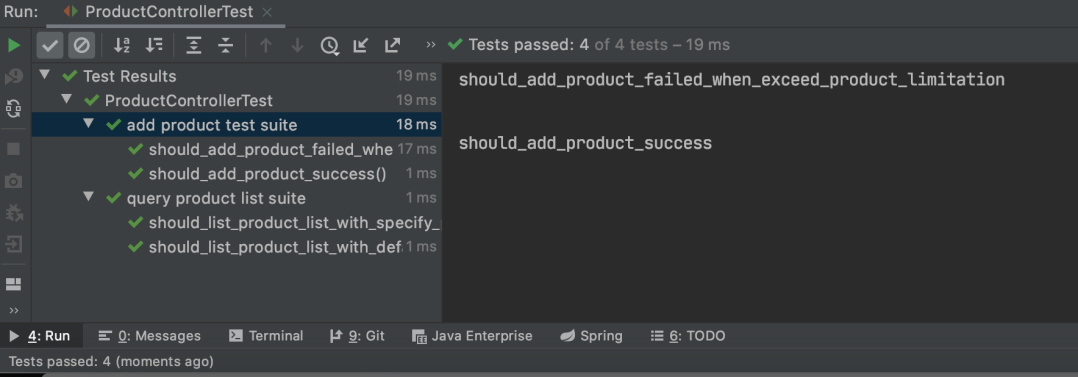 Run: ProductControllerTest ×
Tests passed: 4 of 4 tests – 19 ms
Test Results 19 ms
ProductControllerTest 19 ms
add product test suite 18 ms
should_add_product_failed_whe 17 ms
should_add_product_success() 1 ms
query product list suite 1 ms
should_list_product_list_with_specify_
should_list_product_list_with_def 1 ms
should_add_product_failed_when_exceed_product_limitation
should_add_product_success
4: Run 0: Messages Terminal 9: Git Java Enterprise Spring 6: TODO
Tests passed: 4 (moments ago)